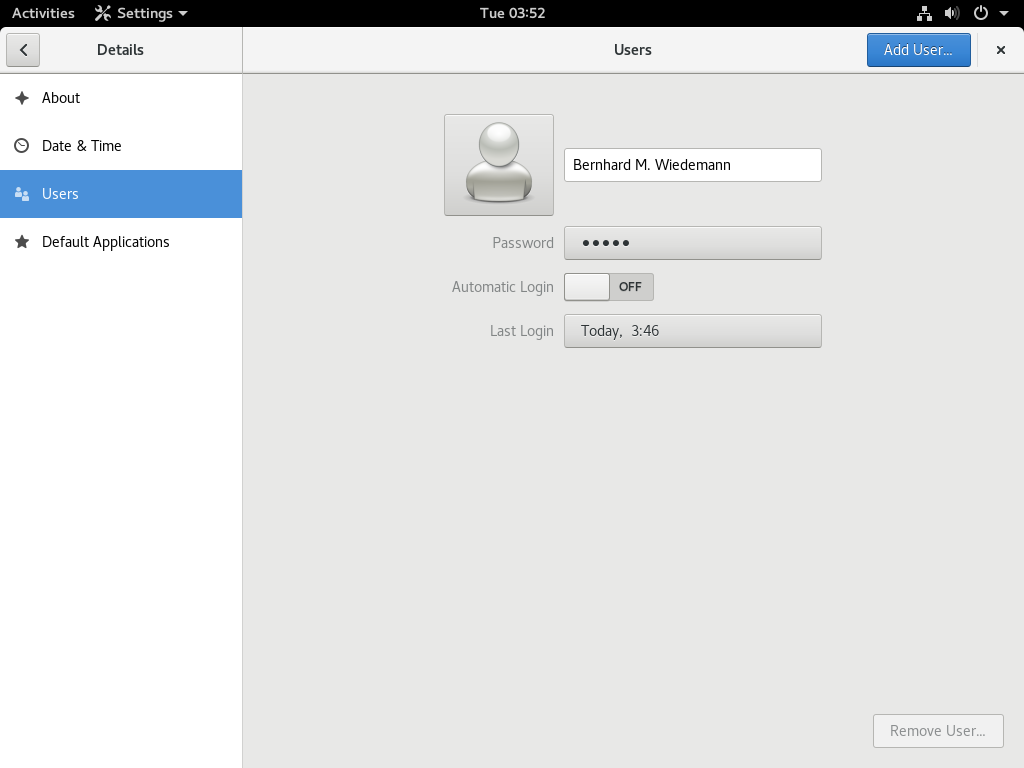 Activities Settings Tue 03:52
Details Users Add User...
About
Date & Time
Users
Default Applications
Bernhard M. Wiedemann
Password •••••
Automatic Login OFF
Last Login Today, 3:46
Remove User...